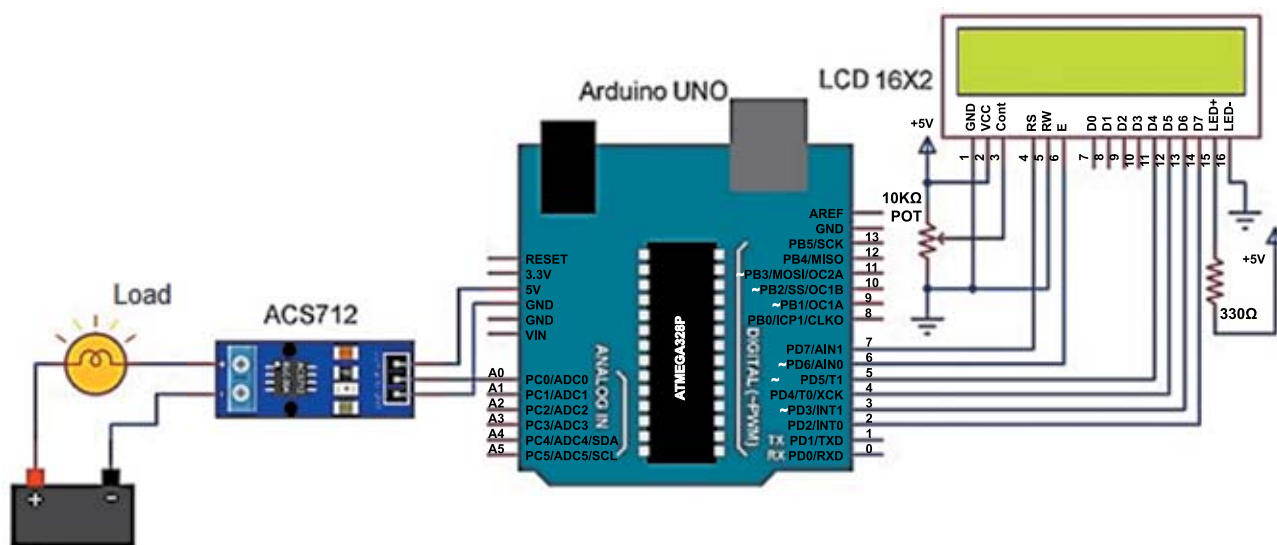 Arduino UNO
LCD 16X2
+5V
GND
VCC
Cont
RS
RW
E
D0
D1
D2
D3
D4
D5
D6
D7
LED+
LED-
1
2
3
4
5
6
7
8
9
10
11
12
13
14
15
16
10KΩ
POT
+5V
330Ω
Load
ACS712
+
-
RESET
3.3V
5V
GND
GND
VIN
A0 PC0/ADC0
A1 PC1/ADC1
A2 PC2/ADC2
A3 PC3/ADC3
A4 PC4/ADC4/SDA
A5 PC5/ADC5/SCL
ANALOG IN
ATMEGA328P
DIGITAL (~PWM)
AREF
GND
PB5/SCK 13
PB4/MISO 12
~PB3/MOSI/OC2A 11
~PB2/SS/OC1B 10
~PB1/OC1A 9
PB0/ICP1/CLKO 8
PD7/AIN1 7
~PD6/AIN0 6
~ PD5/T1 5
PD4/T0/XCK 4
~PD3/INT1 3
PD2/INT0 2
TX PD1/TXD 1
RX PD0/RXD 0